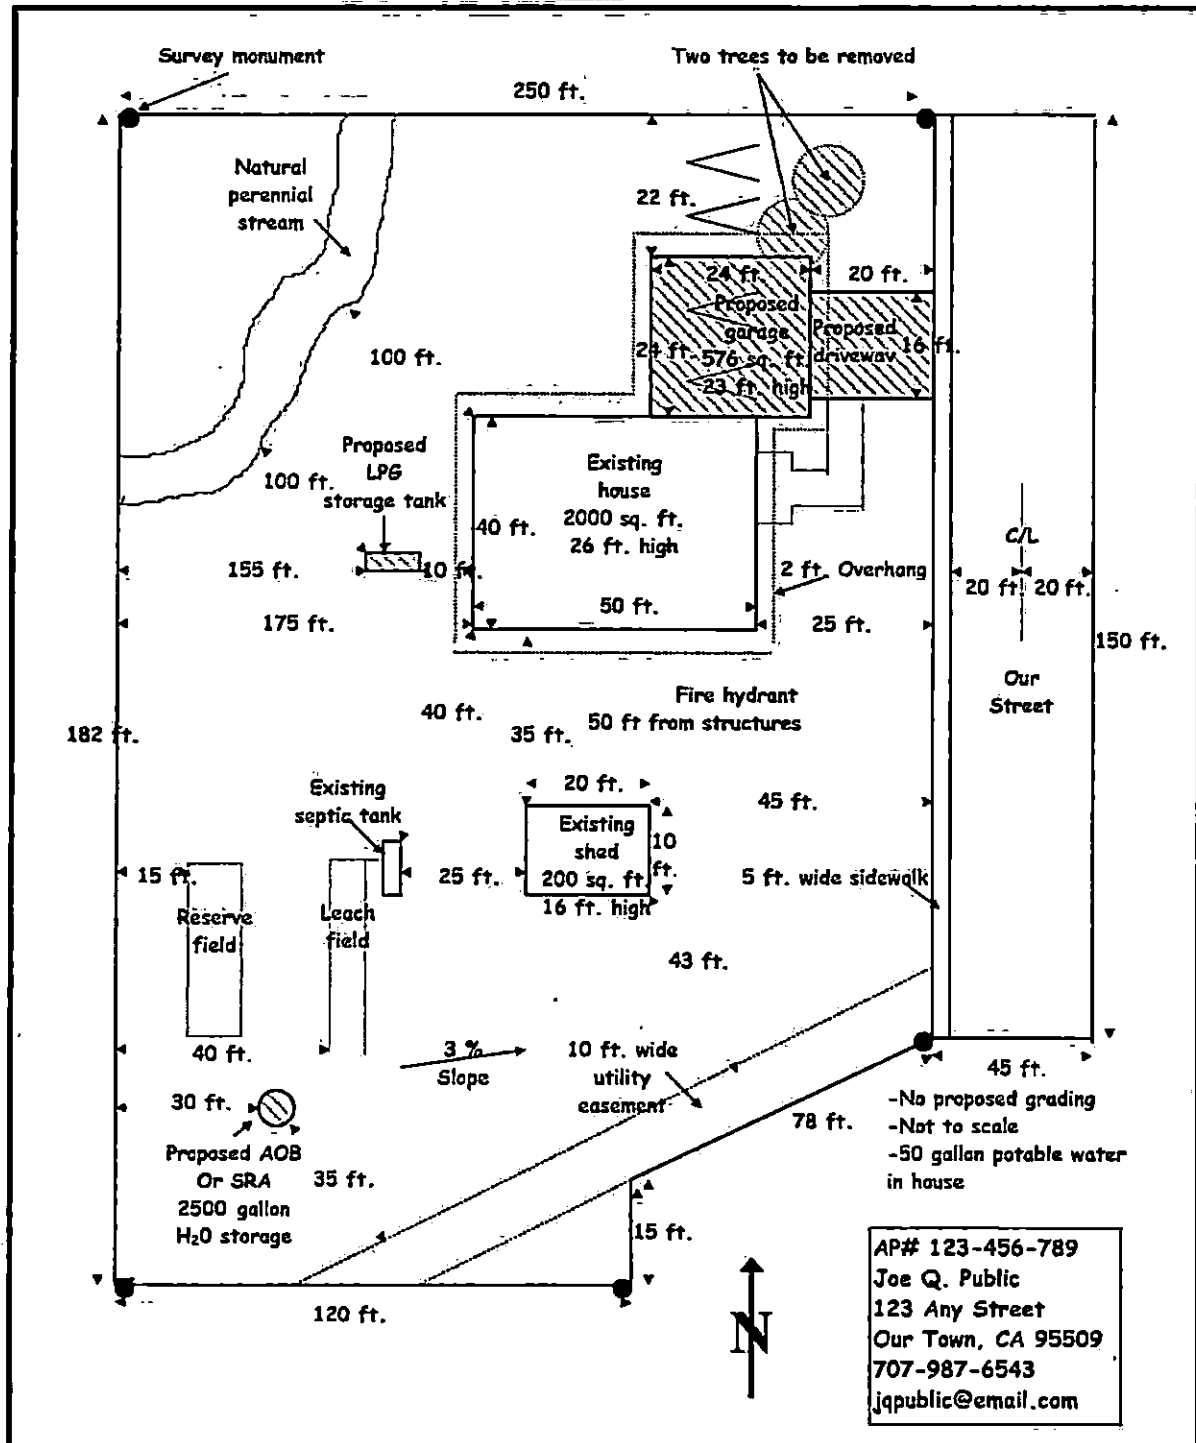 Survey monument
Two trees to be removed
250 ft.
Natural
perennial
stream
22 ft.
24 ft.
20 ft.
Proposed
garage
24 ft.
576 sq. ft.
23 ft. high
Proposed
driveway
16 ft.
100 ft.
100 ft.
Proposed
LPG
storage tank
Existing
house
2000 sq. ft.
26 ft. high
40 ft.
C/L
155 ft.
10 ft.
2 ft. Overhang
20 ft.
20 ft.
50 ft.
175 ft.
25 ft.
150 ft.
Our
Street
Fire hydrant
50 ft from structures
40 ft.
35 ft.
182 ft.
Existing
septic tank
20 ft.
45 ft.
Existing
shed
200 sq. ft.
16 ft. high
10
ft.
15 ft.
25 ft.
5 ft. wide sidewalk
Reserve
field
Leach
field
43 ft.
40 ft.
3 %
Slope
10 ft. wide
utility
easement
45 ft.
30 ft.
78 ft.
-No proposed grading
-Not to scale
-50 gallon potable water
in house
Proposed AOB
Or SRA
2500 gallon
H₂0 storage
35 ft.
15 ft.
120 ft.
N
AP# 123-456-789
Joe Q. Public
123 Any Street
Our Town, CA 95509
707-987-6543
jqpublic@email.com